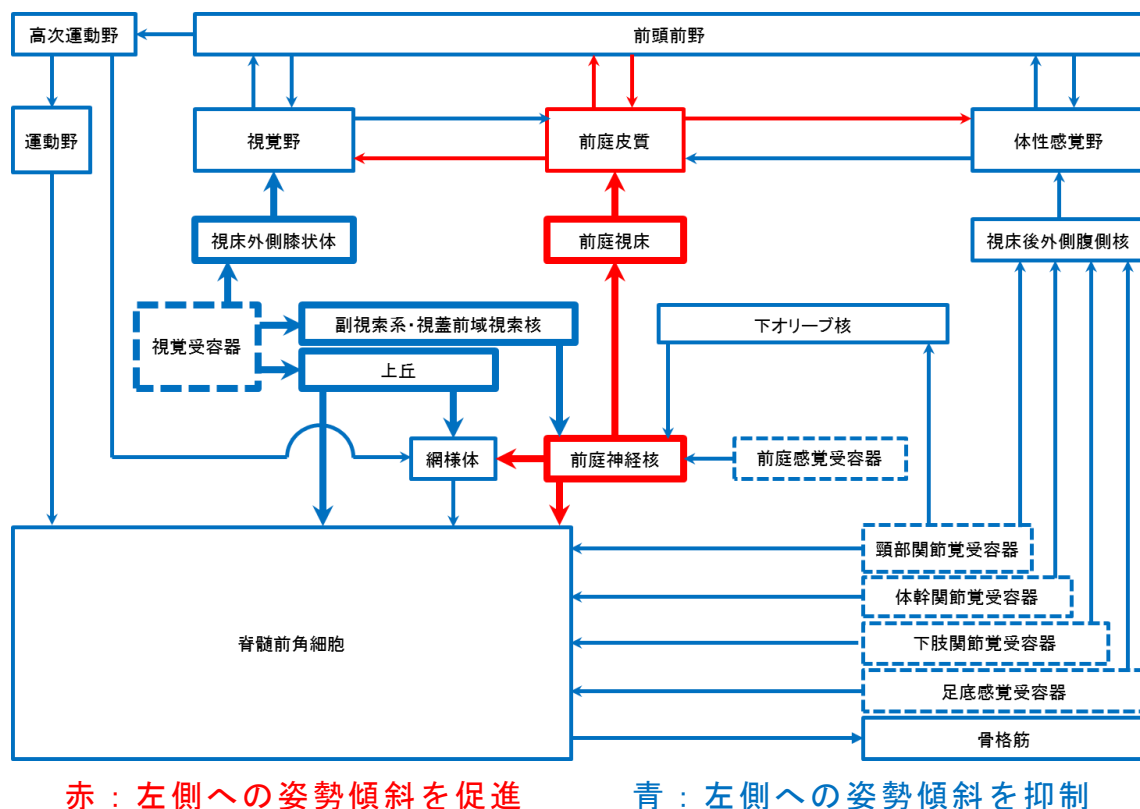 高次運動野
前頭前野
運動野
視覚野
前庭皮質
体性感覚野
視床外側膝状体
前庭視床
視床後外側腹側核
視覚受容器
副視索系・視蓋前域視索核
下オリーブ核
上丘
網様体
前庭神経核
前庭感覚受容器
頸部関節覚受容器
体幹関節覚受容器
脊髄前角細胞
下肢関節覚受容器
足底感覚受容器
骨格筋
赤：左側への姿勢傾斜を促進
青：左側への姿勢傾斜を抑制